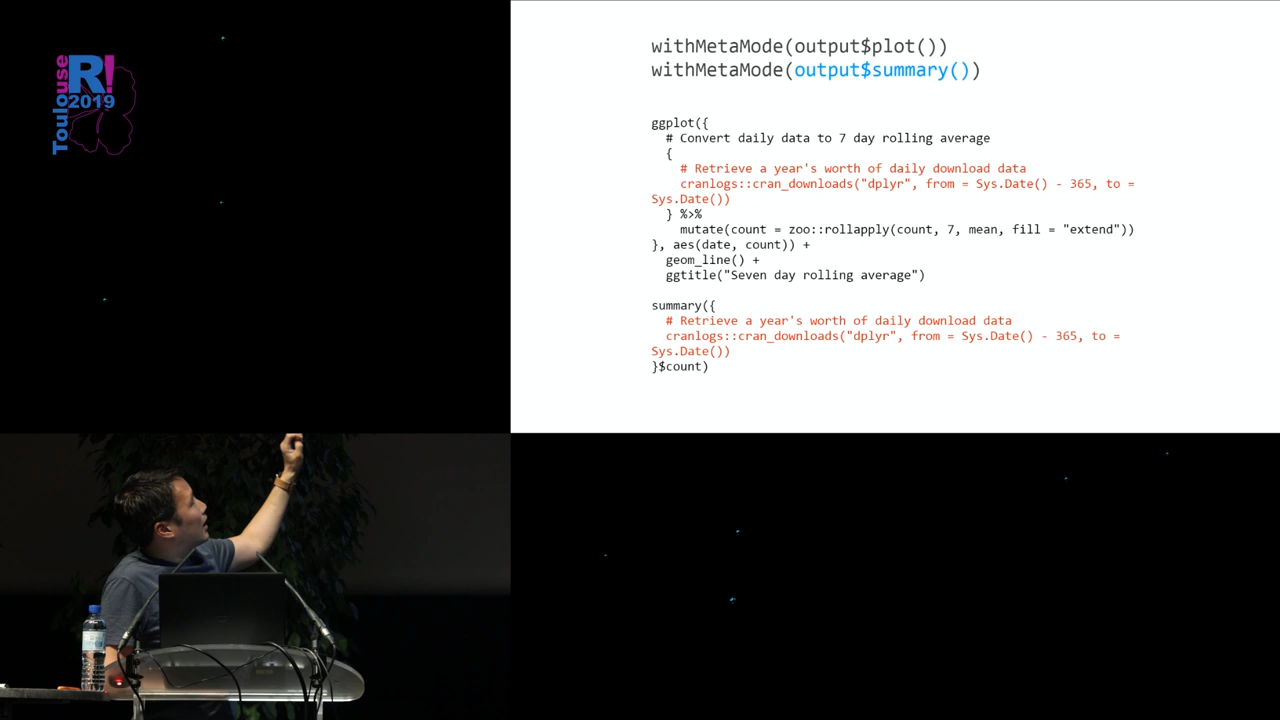 Toulouse
R!
2019
withMetaMode(output$plot())
withMetaMode(output$summary())
ggplot({
  # Convert daily data to 7 day rolling average
  {
    # Retrieve a year's worth of daily download data
    cranlogs::cran_downloads("dplyr", from = Sys.Date() - 365, to =
Sys.Date())
  } %>%
    mutate(count = zoo::rollapply(count, 7, mean, fill = "extend"))
}, aes(date, count)) +
  geom_line() +
  ggtitle("Seven day rolling average")
summary({
  # Retrieve a year's worth of daily download data
  cranlogs::cran_downloads("dplyr", from = Sys.Date() - 365, to =
Sys.Date())
}$count)